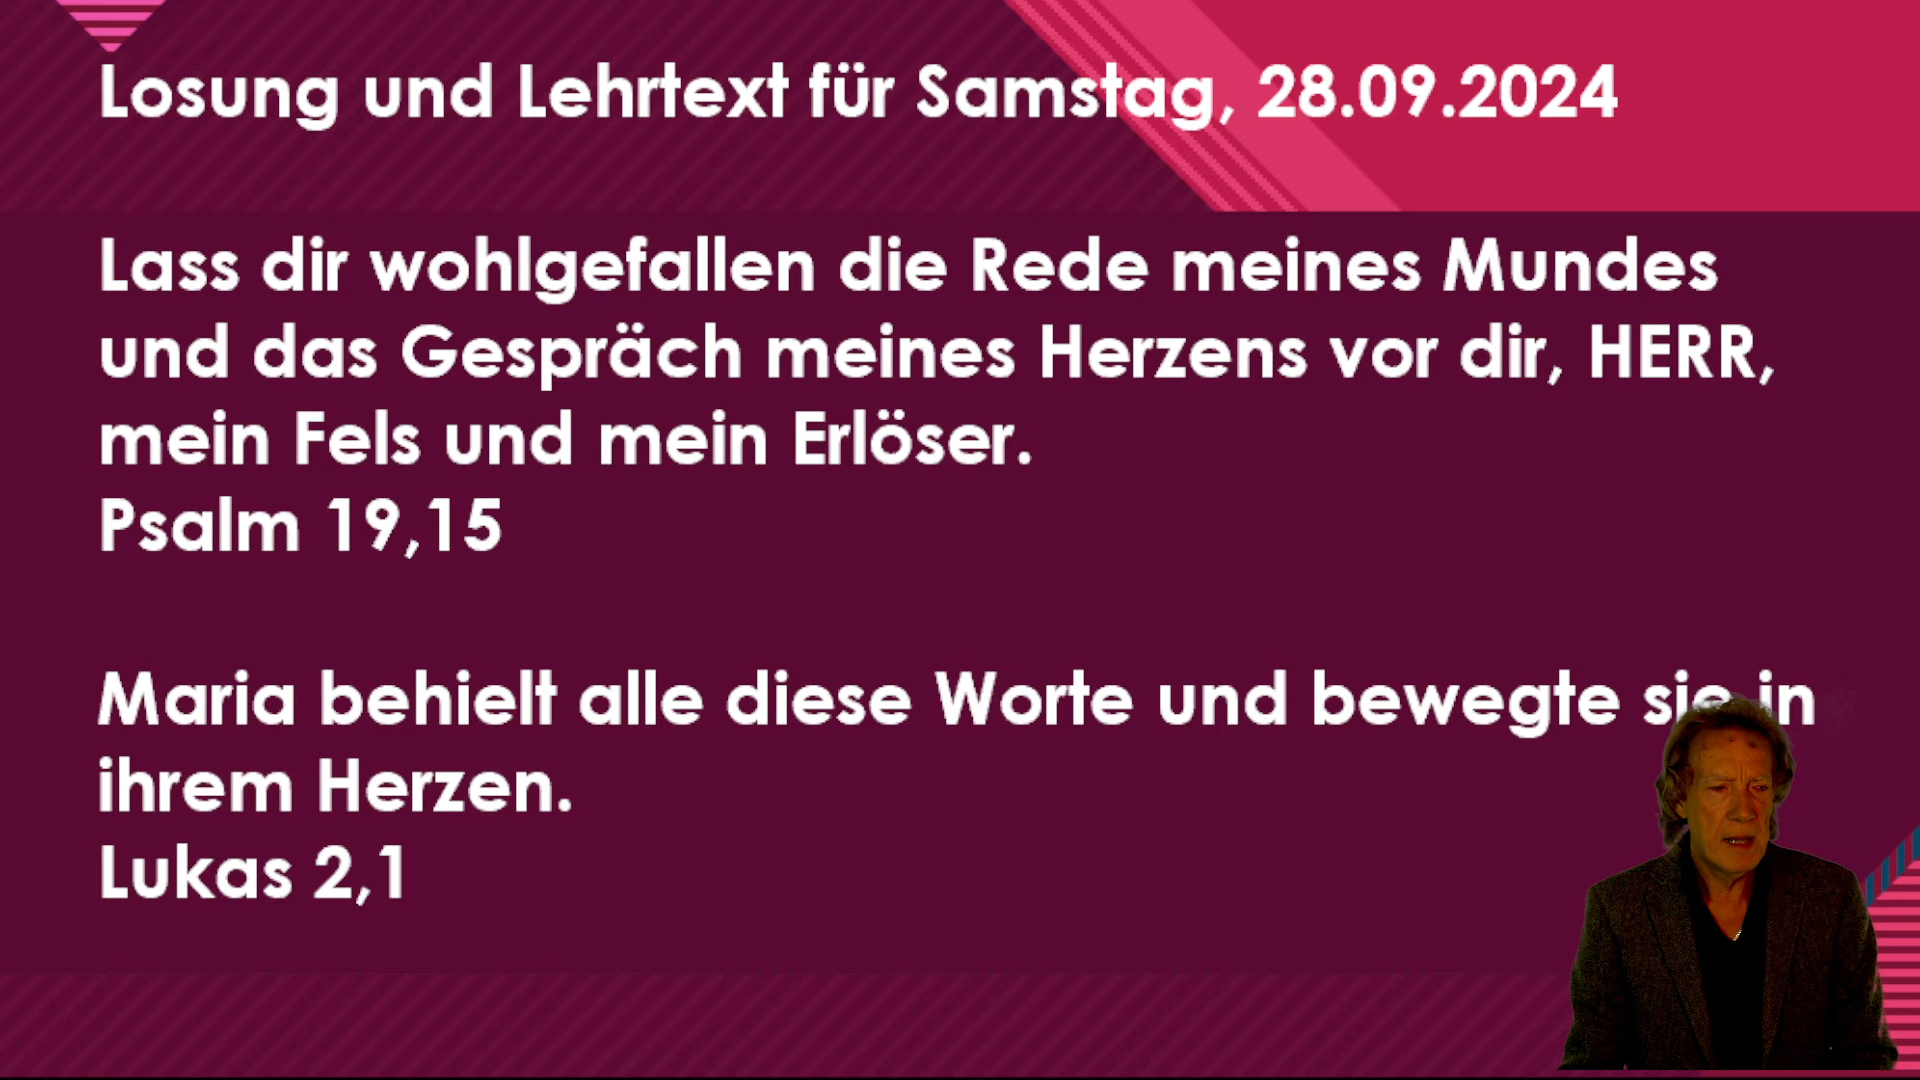 Losung und Lehrtext für Samstag, 28.09.2024
Lass dir wohlgefallen die Rede meines Mundes
und das Gespräch meines Herzens vor dir, HERR,
mein Fels und mein Erlöser.
Psalm 19,15
Maria behielt alle diese Worte und bewegte sie in
ihrem Herzen.
Lukas 2,1